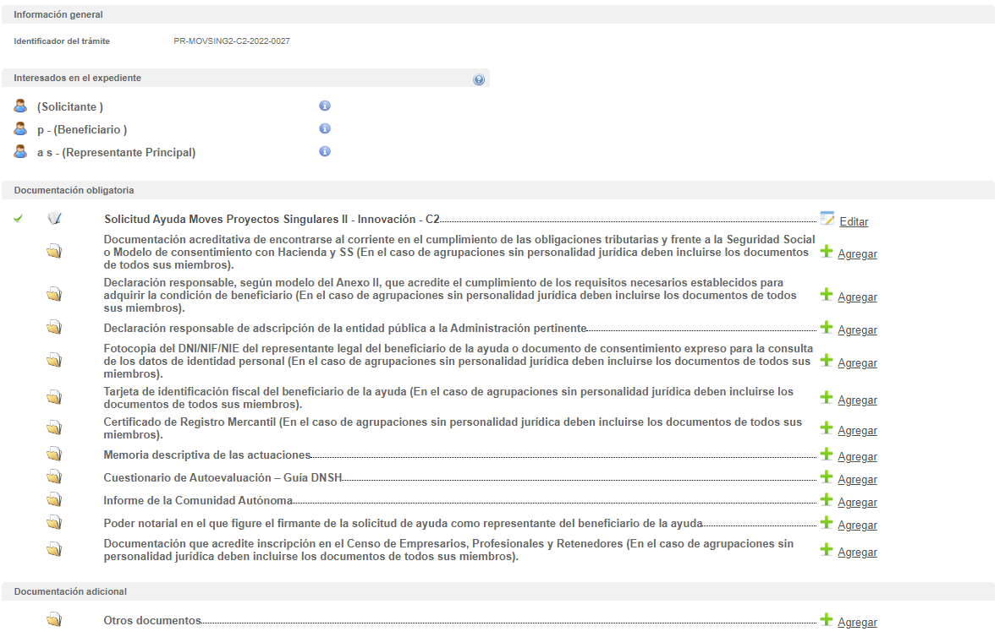 Información general
Identificador del trámite PR-MOVSING2-C2-2022-0027
Interesados en el expediente
(Solicitante )
p - (Beneficiario )
a s - (Representante Principal)
Documentación obligatoria
Solicitud Ayuda Moves Proyectos Singulares II - Innovación - C2 Editar
Documentación acreditativa de encontrarse al corriente en el cumplimiento de las obligaciones tributarias y frente a la Seguridad Social
o Modelo de consentimiento con Hacienda y SS (En el caso de agrupaciones sin personalidad jurídica deben incluirse los documentos
de todos sus miembros).
Agregar
Declaración responsable, según modelo del Anexo II, que acredite el cumplimiento de los requisitos necesarios establecidos para
adquirir la condición de beneficiario (En el caso de agrupaciones sin personalidad jurídica deben incluirse los documentos de todos
sus miembros).
Agregar
Declaración responsable de adscripción de la entidad pública a la Administración pertinente Agregar
Fotocopia del DNI/NIF/NIE del representante legal del beneficiario de la ayuda o documento de consentimiento expreso para la consulta
de los datos de identidad personal (En el caso de agrupaciones sin personalidad jurídica deben incluirse los documentos de todos sus
miembros).
Agregar
Tarjeta de identificación fiscal del beneficiario de la ayuda (En el caso de agrupaciones sin personalidad jurídica deben incluirse los
documentos de todos sus miembros).
Agregar
Certificado de Registro Mercantil (En el caso de agrupaciones sin personalidad jurídica deben incluirse los documentos de todos sus
miembros).
Agregar
Memoria descriptiva de las actuaciones Agregar
Cuestionario de Autoevaluación – Guía DNSH Agregar
Informe de la Comunidad Autónoma Agregar
Poder notarial en el que figure el firmante de la solicitud de ayuda como representante del beneficiario de la ayuda Agregar
Documentación que acredite inscripción en el Censo de Empresarios, Profesionales y Retenedores (En el caso de agrupaciones sin
personalidad jurídica deben incluirse los documentos de todos sus miembros).
Agregar
Documentación adicional
Otros documentos Agregar